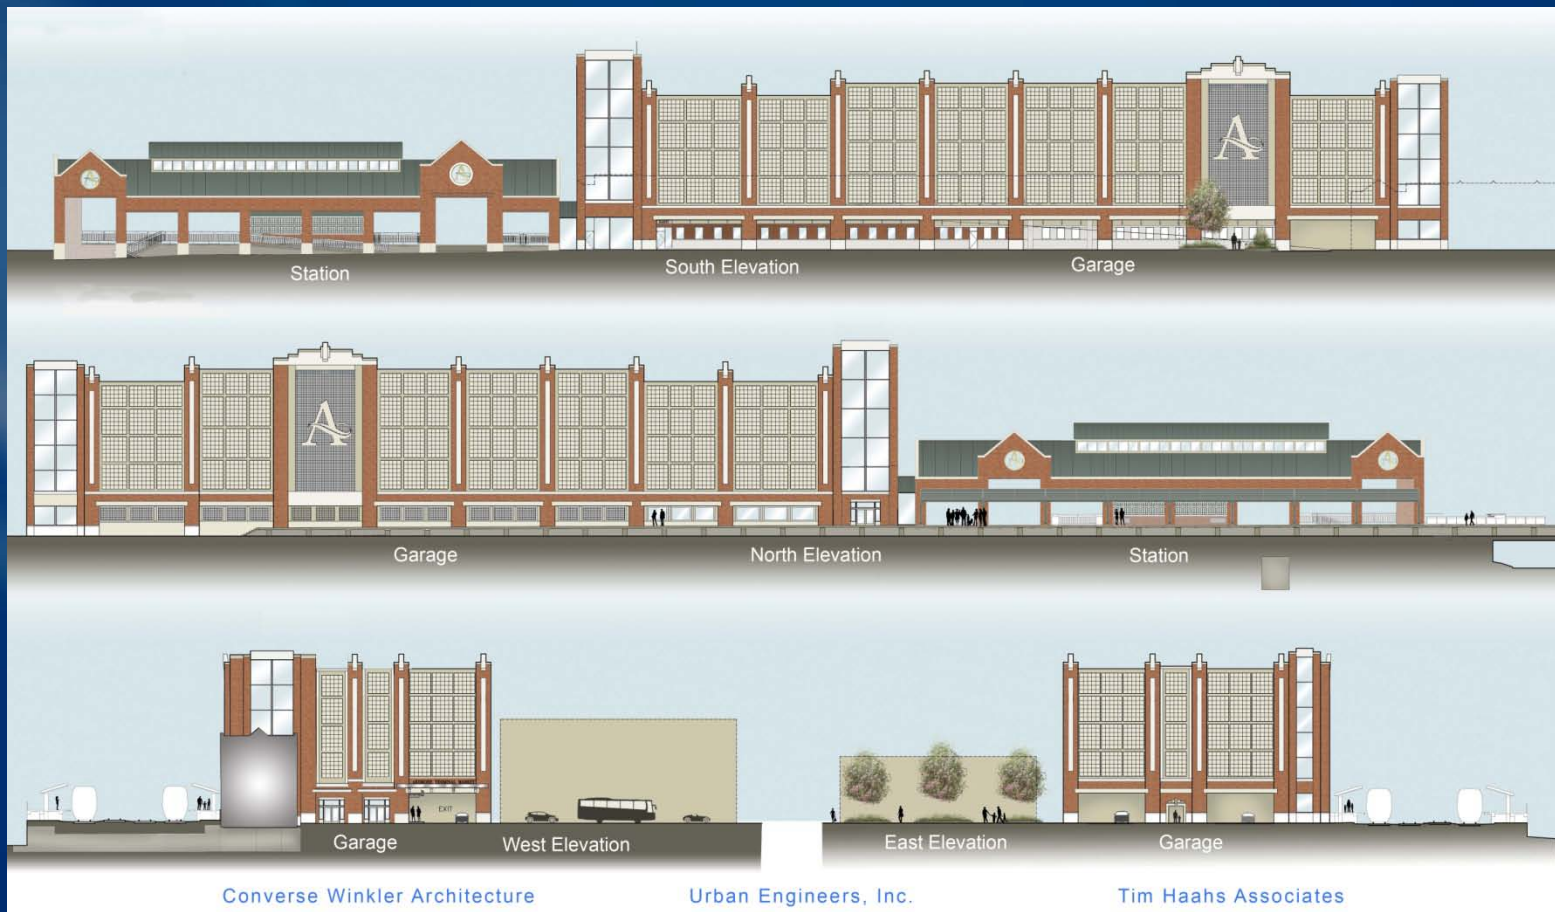 A
A
A
Station
South Elevation
Garage
A
A
A
Garage
North Elevation
Station
EXIT
Garage
West Elevation
East Elevation
Garage
Converse Winkler Architecture
Urban Engineers, Inc.
Tim Haahs Associates